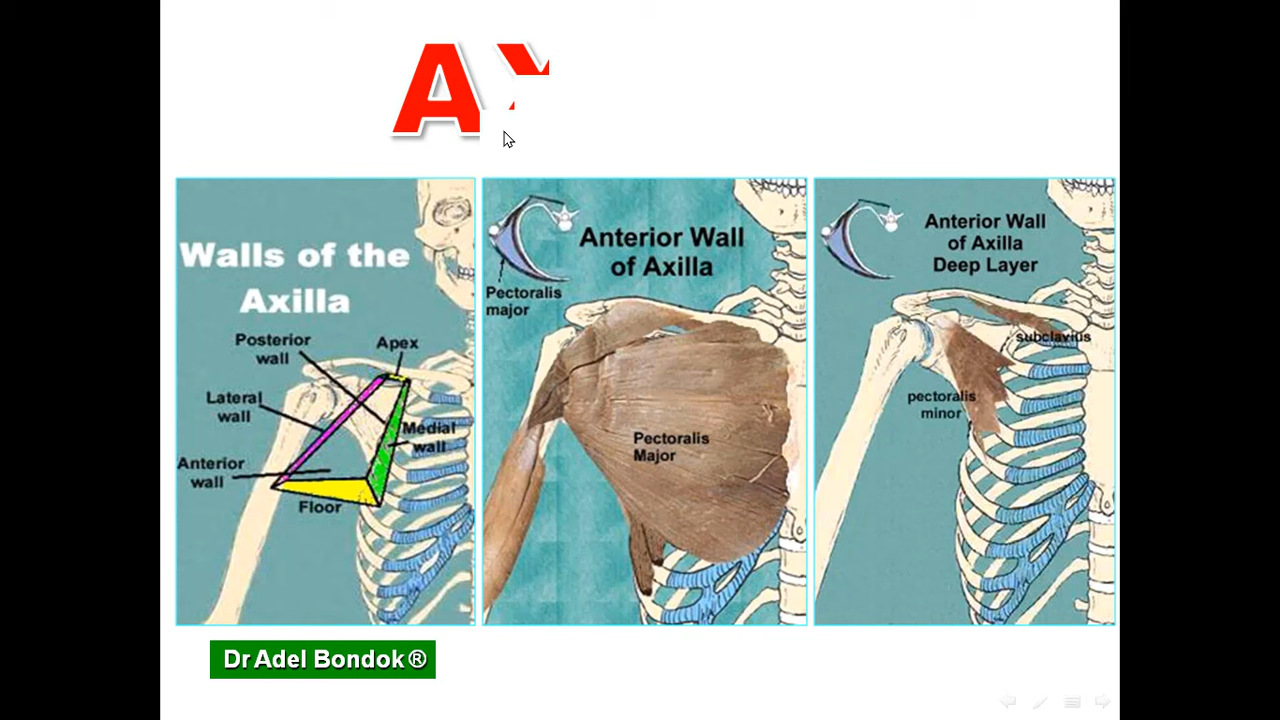 A
Walls of the
Axilla
Posterior
wall
Apex
Lateral
wall
Medial
wall
Anterior
wall
Floor
Anterior Wall
of Axilla
Pectoralis
major
Pectoralis
Major
Anterior Wall
of Axilla
Deep Layer
subclavius
pectoralis
minor
Dr Adel Bondok ®